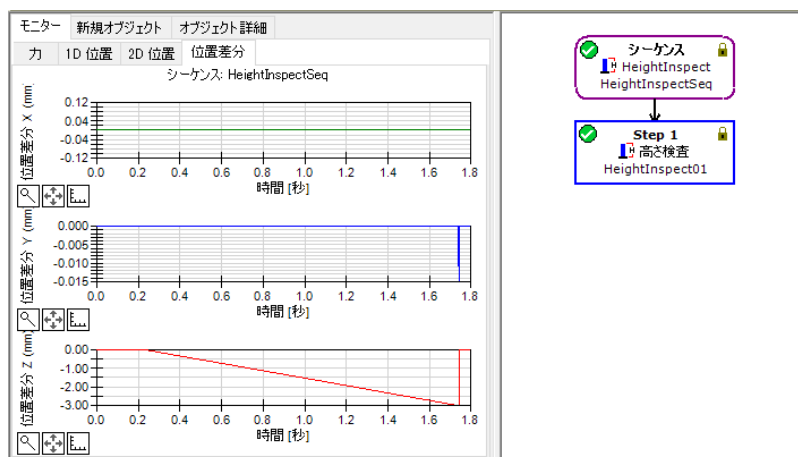 モニター 新規オブジェクト オブジェクト詳細
力 1D 位置 2D 位置 位置差分
シーケンス: HeightInspectSeq
位置差分 X (mm)
0.12
0.04
-0.04
-0.12
0.0 0.2 0.4 0.6 0.8 1.0 1.2 1.4 1.6 1.8
時間 [秒]
位置差分 Y (mm)
0.000
-0.005
-0.010
-0.015
0.0 0.2 0.4 0.6 0.8 1.0 1.2 1.4 1.6 1.8
時間 [秒]
位置差分 Z (mm)
0.00
-1.00
-2.00
-3.00
0.0 0.2 0.4 0.6 0.8 1.0 1.2 1.4 1.6 1.8
時間 [秒]
シーケンス
H HeightInspect
HeightInspectSeq
Step 1
H 高さ検査
HeightInspect01